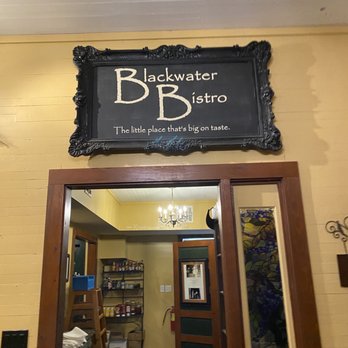 Blackwater
Bistro
The little place that's big on taste.